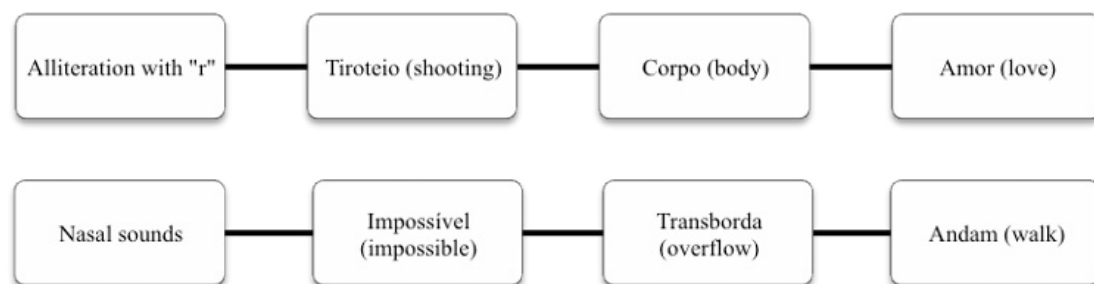 Alliteration with "r"
Tiroteio (shooting)
Corpo (body)
Amor (love)
Nasal sounds
Impossível
(impossible)
Transborda
(overflow)
Andam (walk)